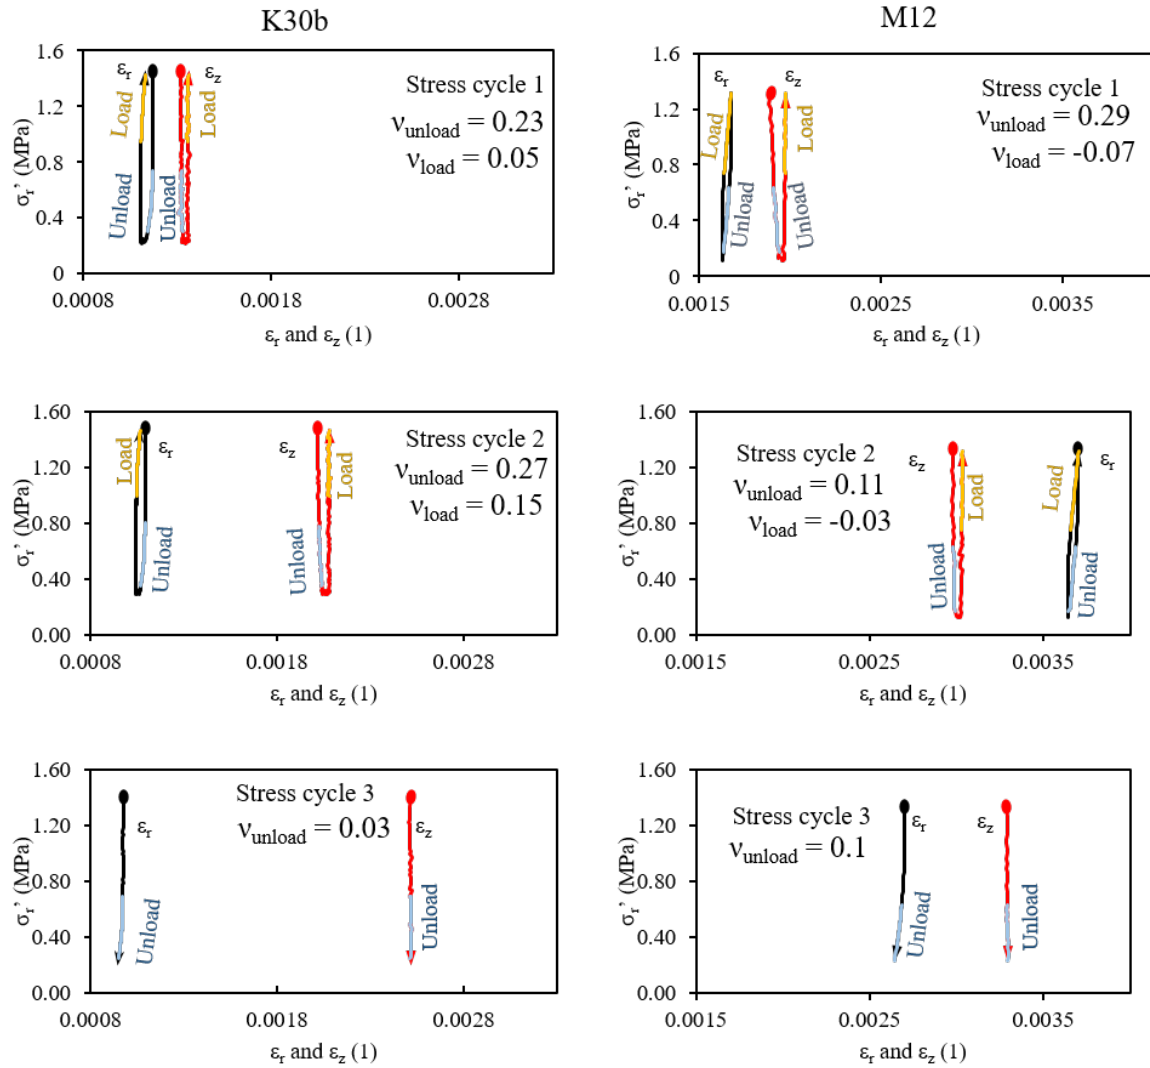 K30b
M12
1.6
1.2
0.8
0.4
0
σr’ (MPa)
εr
εz
Load
Load
Unload
Unload
Stress cycle 1
νunload = 0.23
νload = 0.05
0.0008
0.0018
0.0028
εr and εz (1)
1.6
1.2
0.8
0.4
0
σr’ (MPa)
εr
εz
Load
Load
Unload
Unload
Stress cycle 1
νunload = 0.29
νload = -0.07
0.0015
0.0025
0.0035
εr and εz (1)
1.60
1.20
0.80
0.40
0.00
σr’ (MPa)
Load
εr
Unload
εz
Load
Unload
Stress cycle 2
νunload = 0.27
νload = 0.15
0.0008
0.0018
0.0028
εr and εz (1)
1.60
1.20
0.80
0.40
0.00
σr’ (MPa)
Stress cycle 2
νunload = 0.11
νload = -0.03
εz
Load
Unload
Load
εr
Unload
0.0015
0.0025
0.0035
εr and εz (1)
1.60
1.20
0.80
0.40
0.00
σr’ (MPa)
εr
Unload
Stress cycle 3
νunload = 0.03
εz
Unload
0.0008
0.0018
0.0028
εr and εz (1)
1.60
1.20
0.80
0.40
0.00
σr’ (MPa)
Stress cycle 3
νunload = 0.1
εr
Unload
εz
Unload
0.0015
0.0025
0.0035
εr and εz (1)